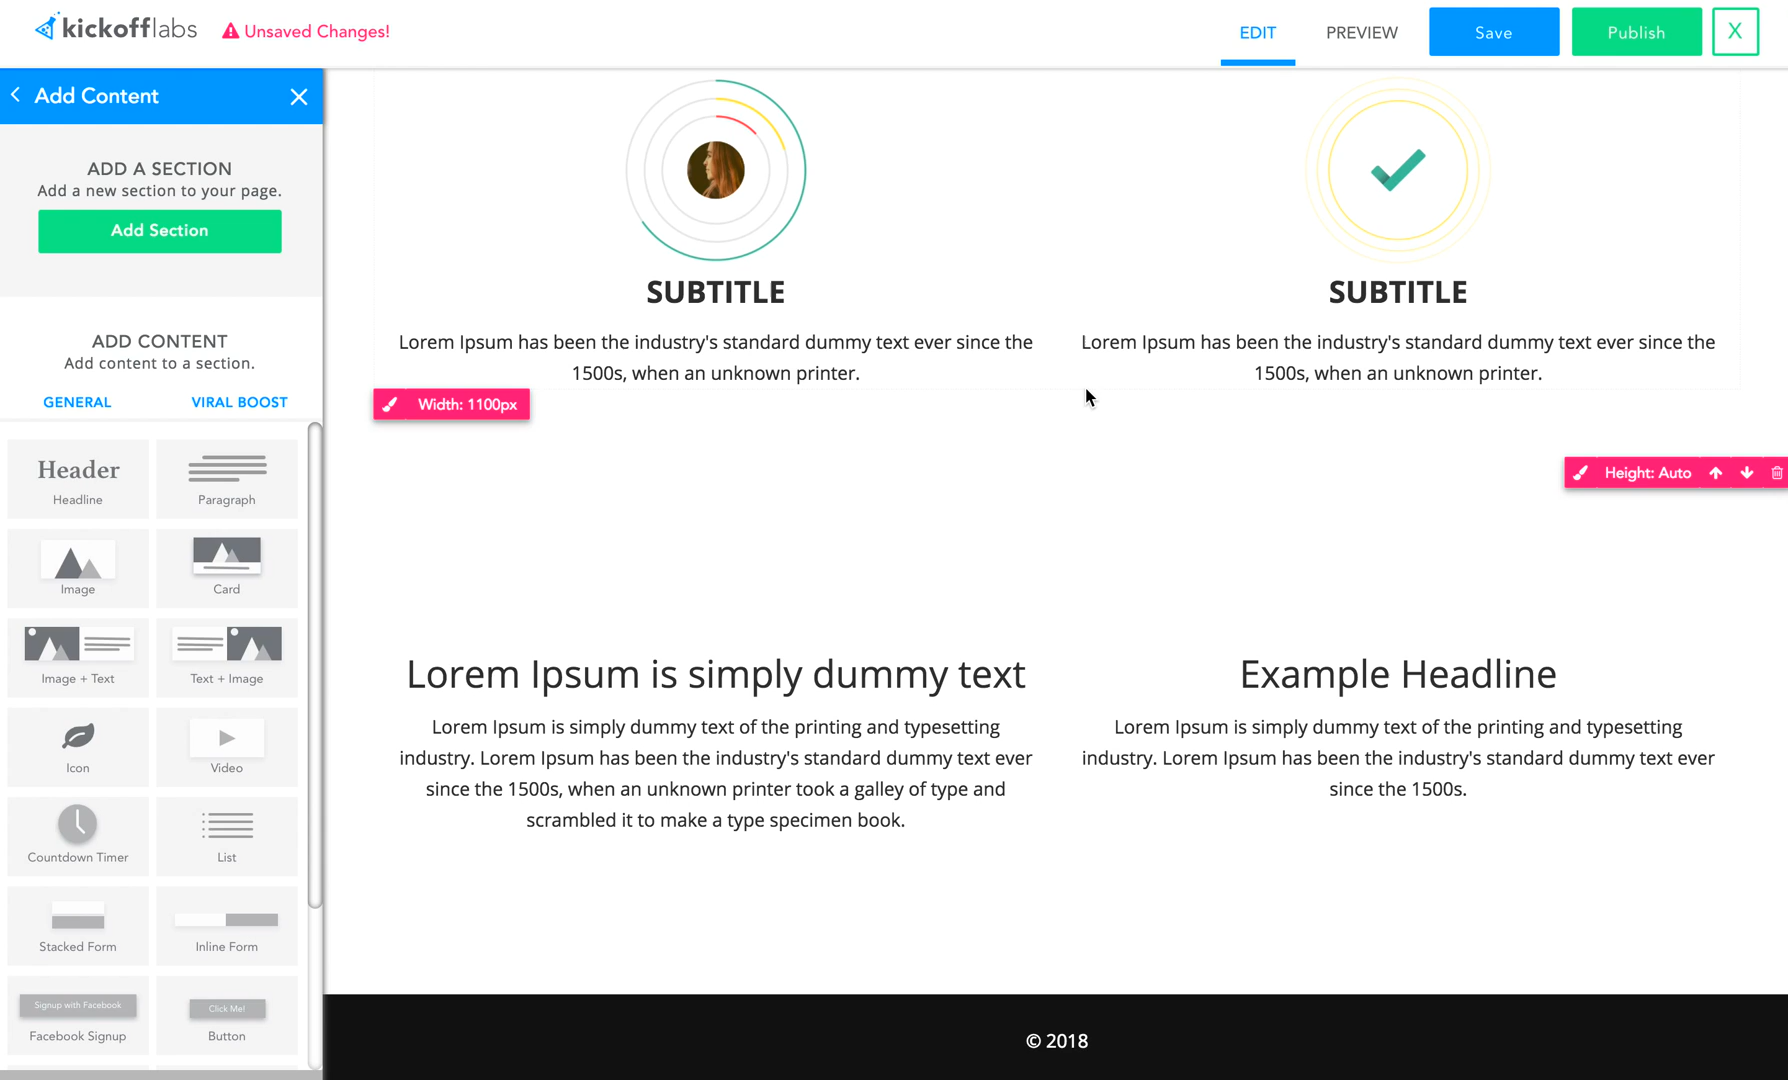 kickofflabs
Unsaved Changes!
EDIT
PREVIEW
Save
Publish
X
Add Content
ADD A SECTION
Add a new section to your page.
Add Section
ADD CONTENT
Add content to a section.
GENERAL
VIRAL BOOST
Header
Headline
Paragraph
Image
Card
Image + Text
Text + Image
Icon
Video
Countdown Timer
List
Stacked Form
Inline Form
Signup with Facebook
Facebook Signup
Click Me!
Button
SUBTITLE
Lorem Ipsum has been the industry's standard dummy text ever since the
1500s, when an unknown printer.
SUBTITLE
Lorem Ipsum has been the industry's standard dummy text ever since the
1500s, when an unknown printer.
Width: 1100px
Height: Auto
Lorem Ipsum is simply dummy text
Lorem Ipsum is simply dummy text of the printing and typesetting
industry. Lorem Ipsum has been the industry's standard dummy text ever
since the 1500s, when an unknown printer took a galley of type and
scrambled it to make a type specimen book.
Example Headline
Lorem Ipsum is simply dummy text of the printing and typesetting
industry. Lorem Ipsum has been the industry's standard dummy text ever
since the 1500s.
© 2018